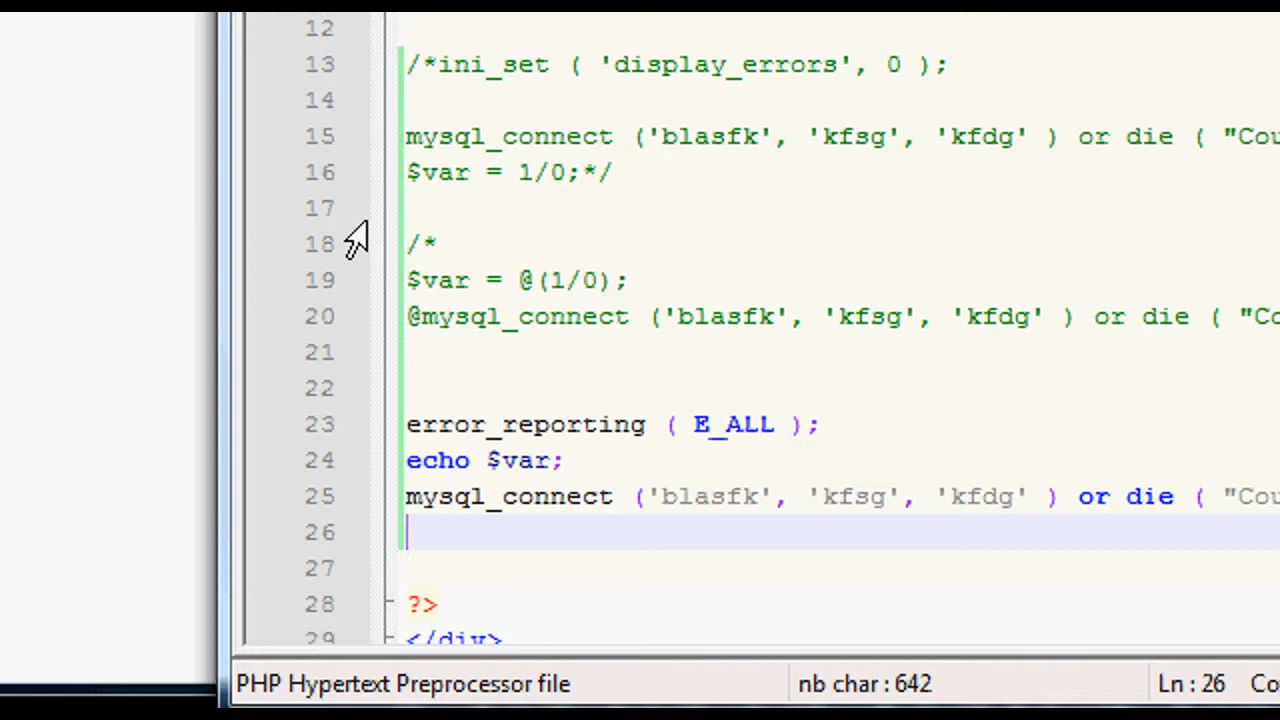 12
13 /*ini_set ( 'display_errors', 0 );
14
15 mysql_connect ('blasfk', 'kfsg', 'kfdg' ) or die ( "Cou
16 $var = 1/0;*/
17
18 /*
19 $var = @(1/0);
20 @mysql_connect ('blasfk', 'kfsg', 'kfdg' ) or die ( "Co
21
22
23 error_reporting ( E_ALL );
24 echo $var;
25 mysql_connect ('blasfk', 'kfsg', 'kfdg' ) or die ( "Cou
26
27
28 ?>
29 </div>
PHP Hypertext Preprocessor file nb char : 642 Ln : 26 Co